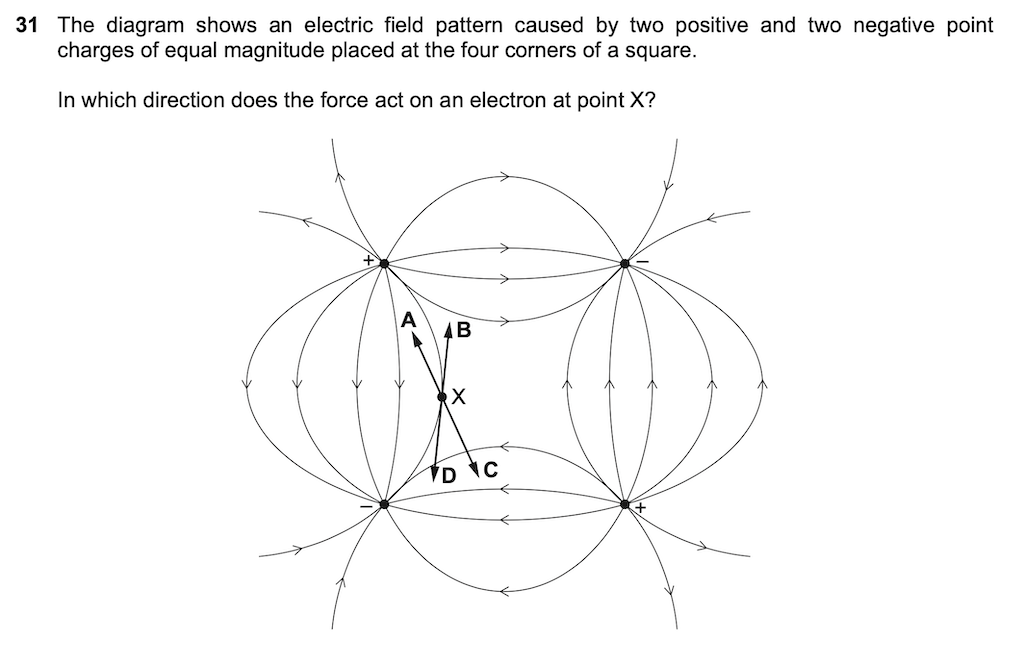 31 The diagram shows an electric field pattern caused by two positive and two negative point
charges of equal magnitude placed at the four corners of a square.
In which direction does the force act on an electron at point X?
+ −
A B
X
D C
− +